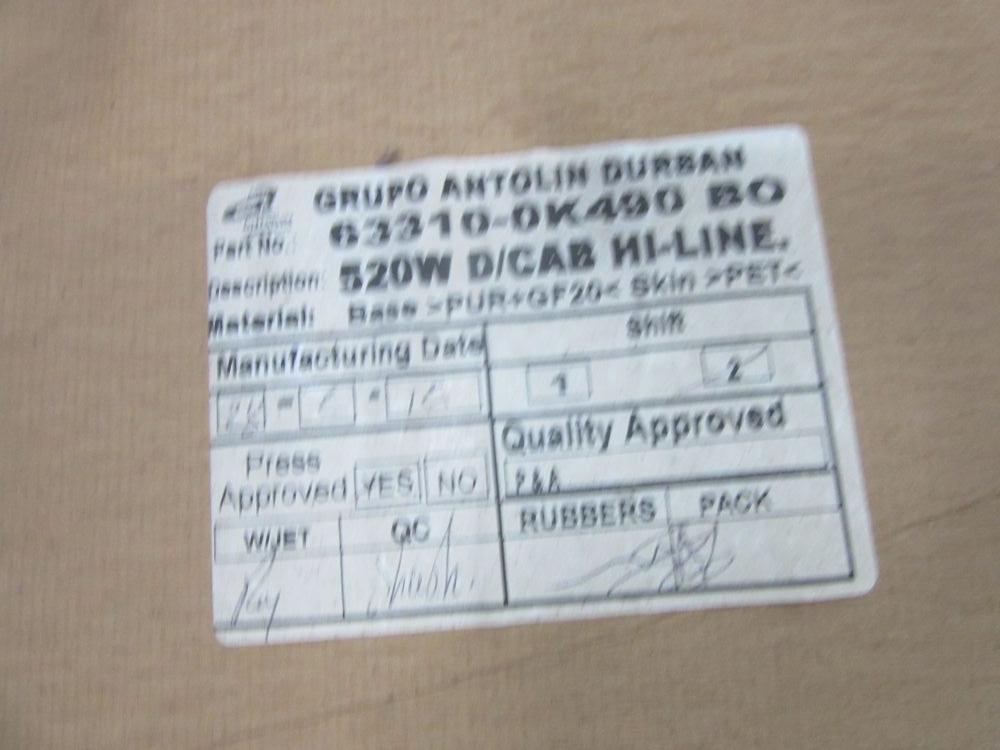 GRUPO ANTOLIN DURBAN
Part No.: 63310-0K490 BO
Description: 520W D/CAB HI-LINE.
Material: Base >PUR+GF20< Skin >PET<
Manufacturing Date
Shift
1 2
- -
Quality Approved
Press
Approved YES NO
W/JET QC
RUBBERS PACK